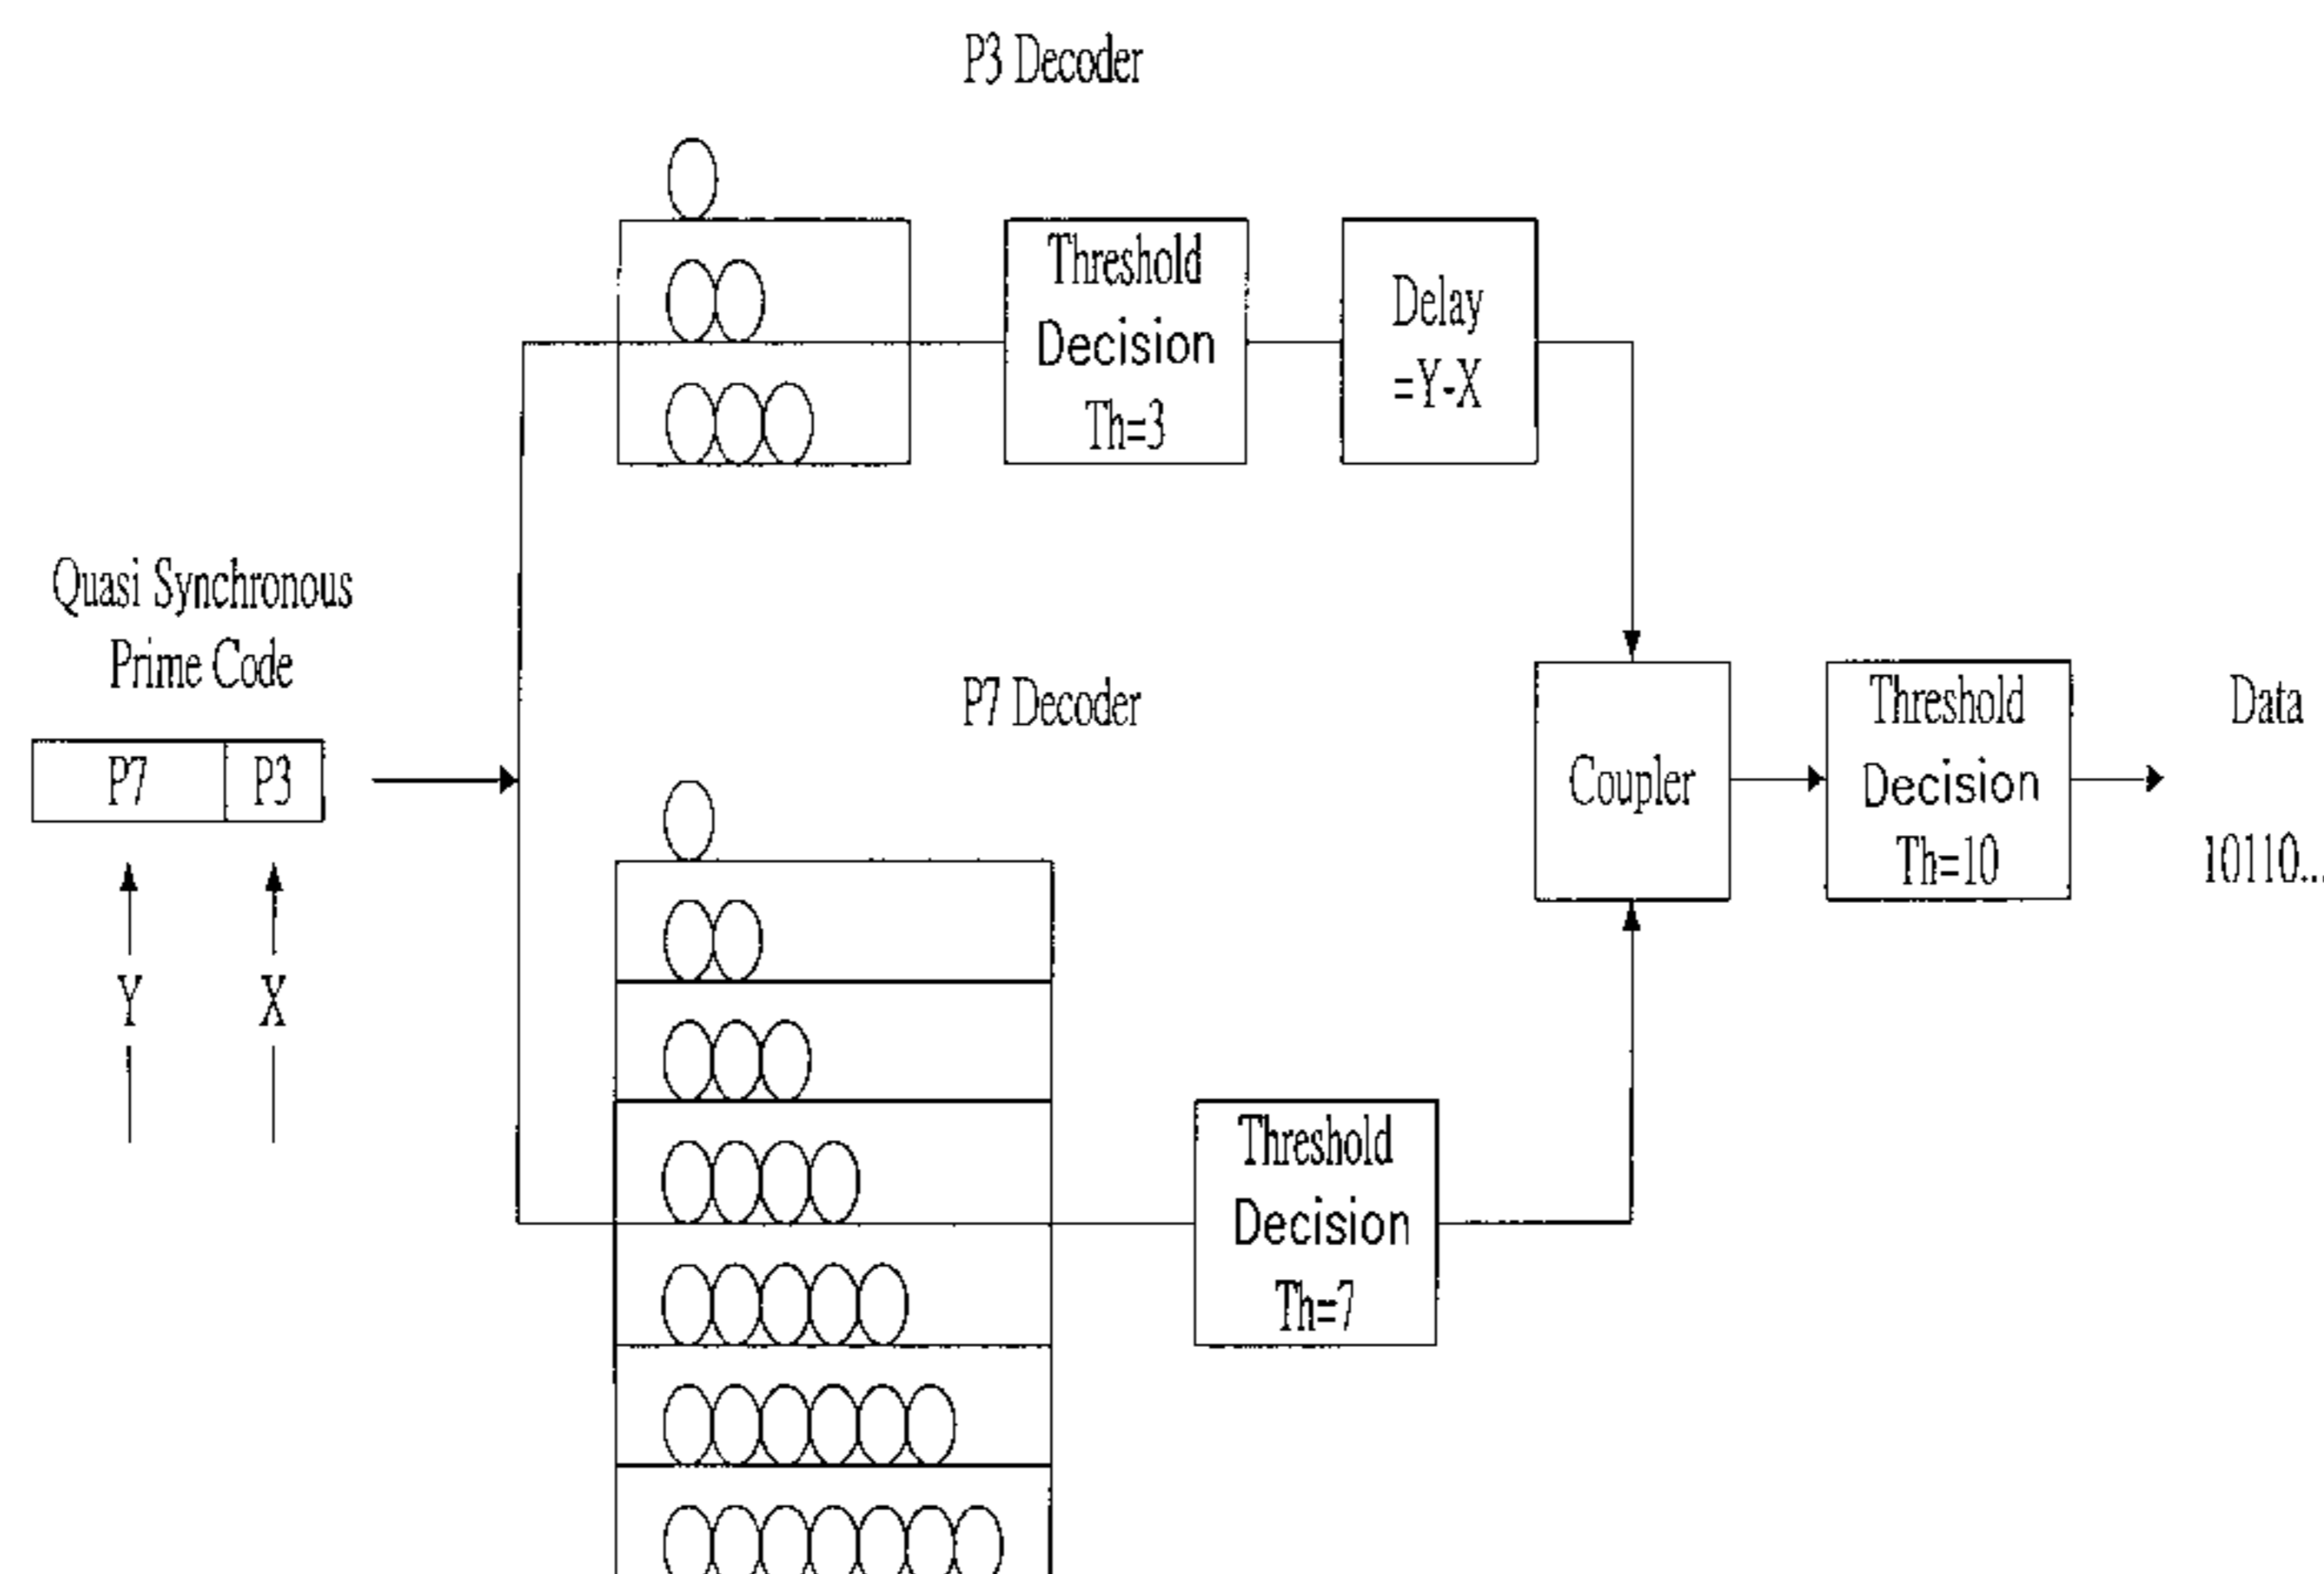 P3 Decoder
Threshold
Decision
Th=3
Delay
=Y-X
Quasi Synchronous
Prime Code
P7
P3
Y
X
P7 Decoder
Threshold
Decision
Th=7
Coupler
Threshold
Decision
Th=10
Data
10110...